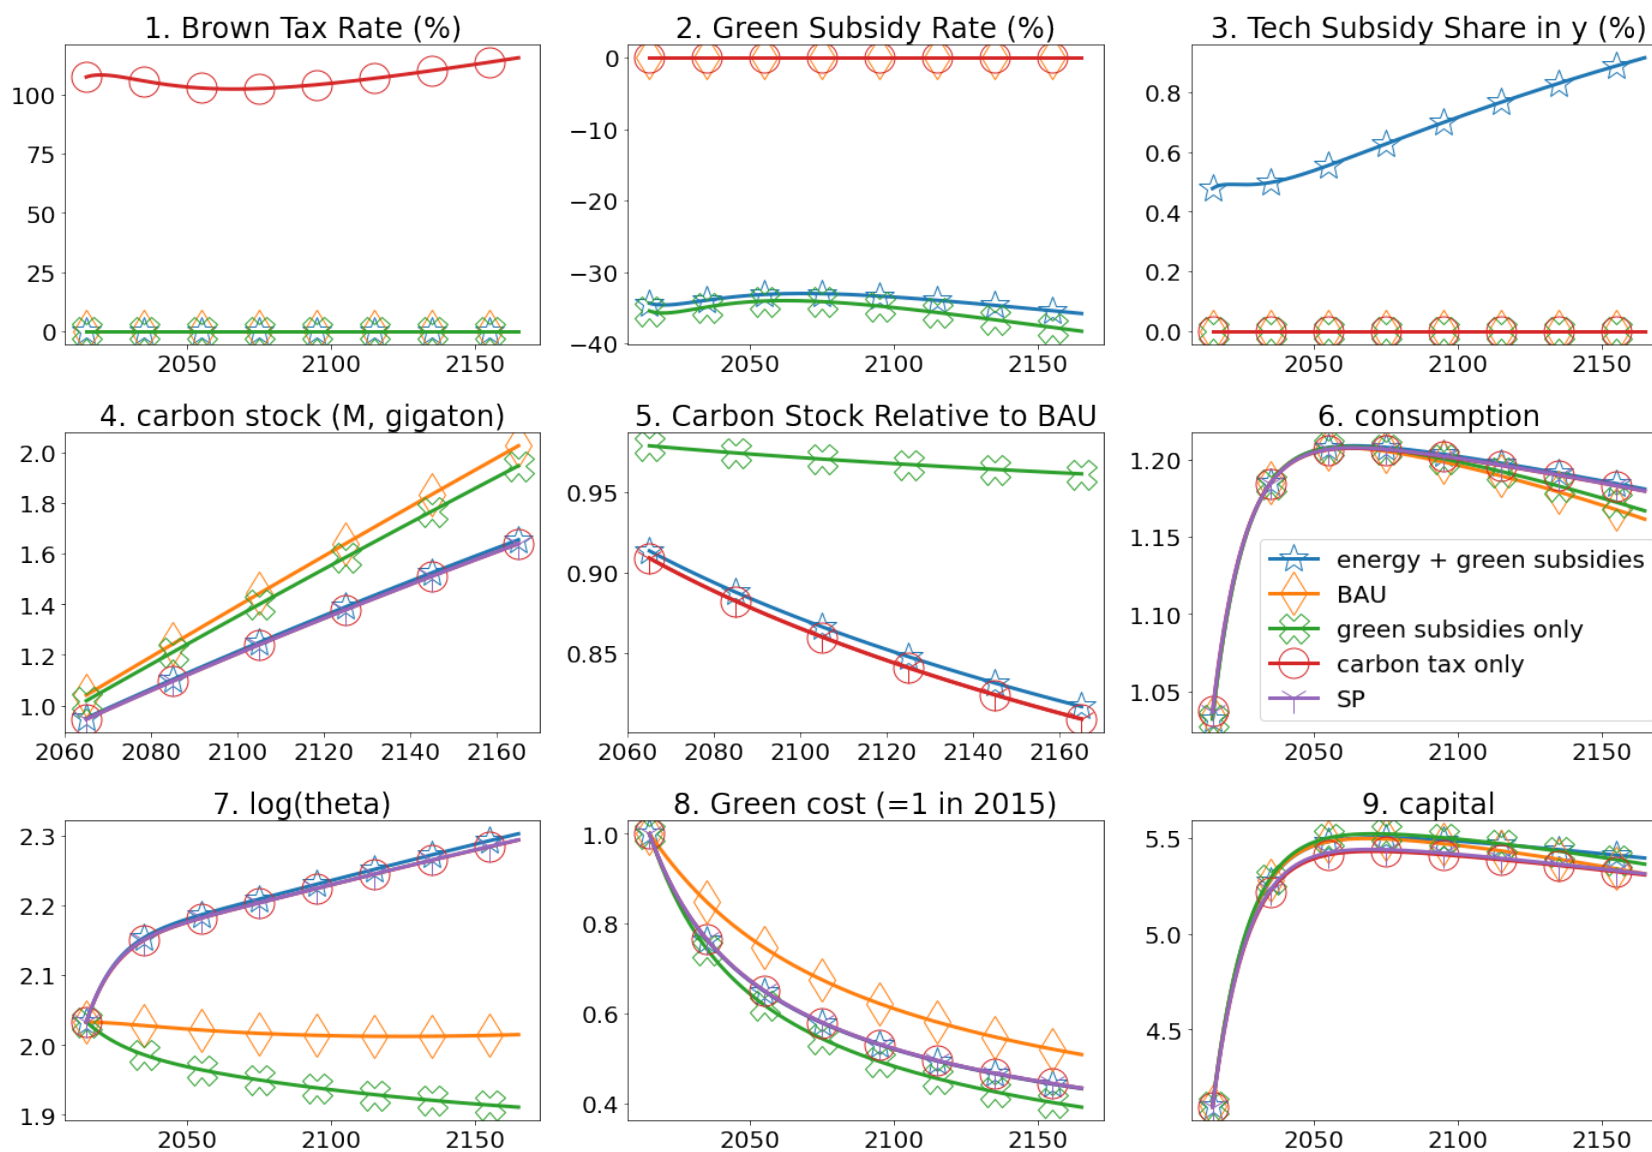 1. Brown Tax Rate (%)
100
75
50
25
0
2050 2100 2150
2. Green Subsidy Rate (%)
0
−10
−20
−30
−40
2050 2100 2150
3. Tech Subsidy Share in y (%)
0.8
0.6
0.4
0.2
0.0
2050 2100 2150
4. carbon stock (M, gigaton)
2.0
1.8
1.6
1.4
1.2
1.0
2060 2080 2100 2120 2140 2160
5. Carbon Stock Relative to BAU
0.95
0.90
0.85
2060 2080 2100 2120 2140 2160
6. consumption
1.20
1.15
1.10
1.05
energy + green subsidies
BAU
green subsidies only
carbon tax only
SP
2050 2100 2150
7. log(theta)
2.3
2.2
2.1
2.0
1.9
2050 2100 2150
8. Green cost (=1 in 2015)
1.0
0.8
0.6
0.4
2050 2100 2150
9. capital
5.5
5.0
4.5
2050 2100 2150